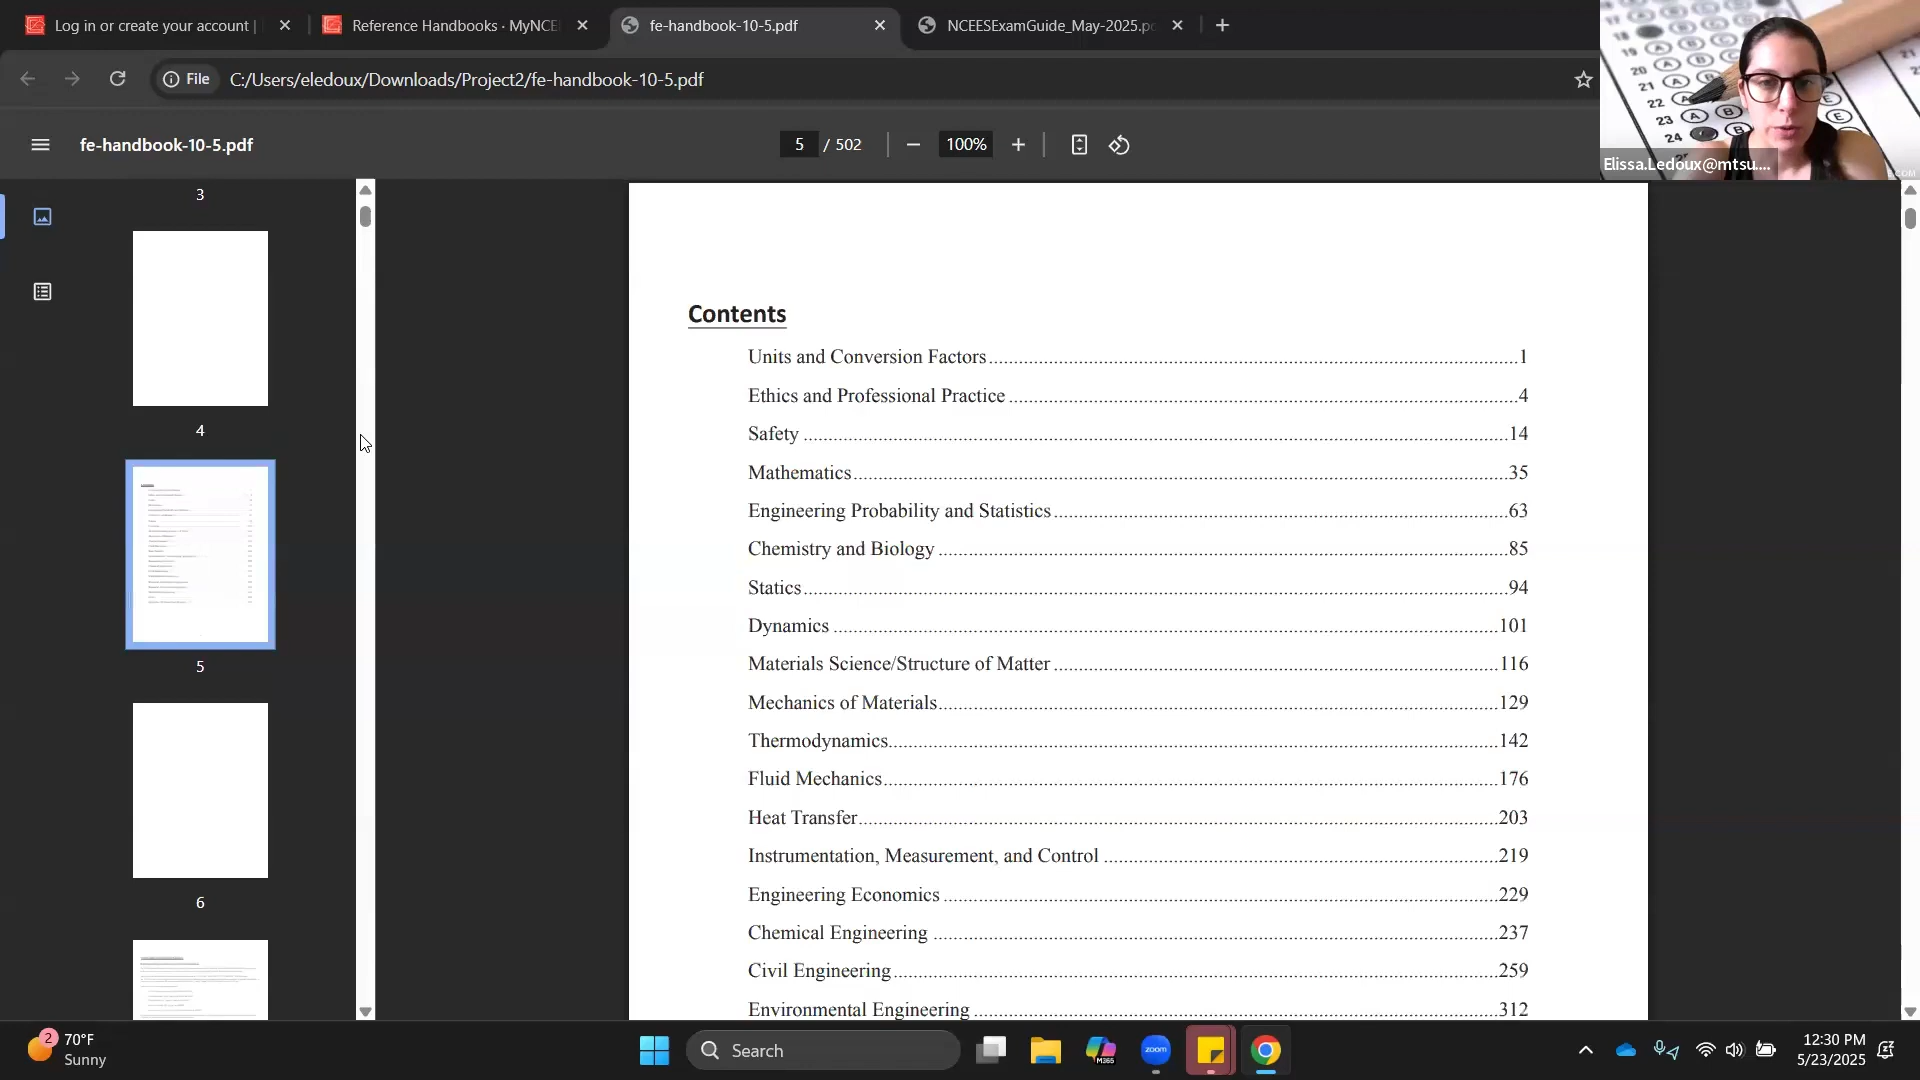 Log in or create your account |
Reference Handbooks · MyNCE
fe-handbook-10-5.pdf
NCEESExamGuide_May-2025.p
File
C:/Users/eledoux/Downloads/Project2/fe-handbook-10-5.pdf
fe-handbook-10-5.pdf
5 / 502
100%
Elissa.Ledoux@mtsu....
3
4
5
6
Contents
Units and Conversion Factors 1
Ethics and Professional Practice 4
Safety 14
Mathematics 35
Engineering Probability and Statistics 63
Chemistry and Biology 85
Statics 94
Dynamics 101
Materials Science/Structure of Matter 116
Mechanics of Materials 129
Thermodynamics 142
Fluid Mechanics 176
Heat Transfer 203
Instrumentation, Measurement, and Control 219
Engineering Economics 229
Chemical Engineering 237
Civil Engineering 259
Environmental Engineering 312
2
70°F
Sunny
Search
M365
zoom
12:30 PM
5/23/2025